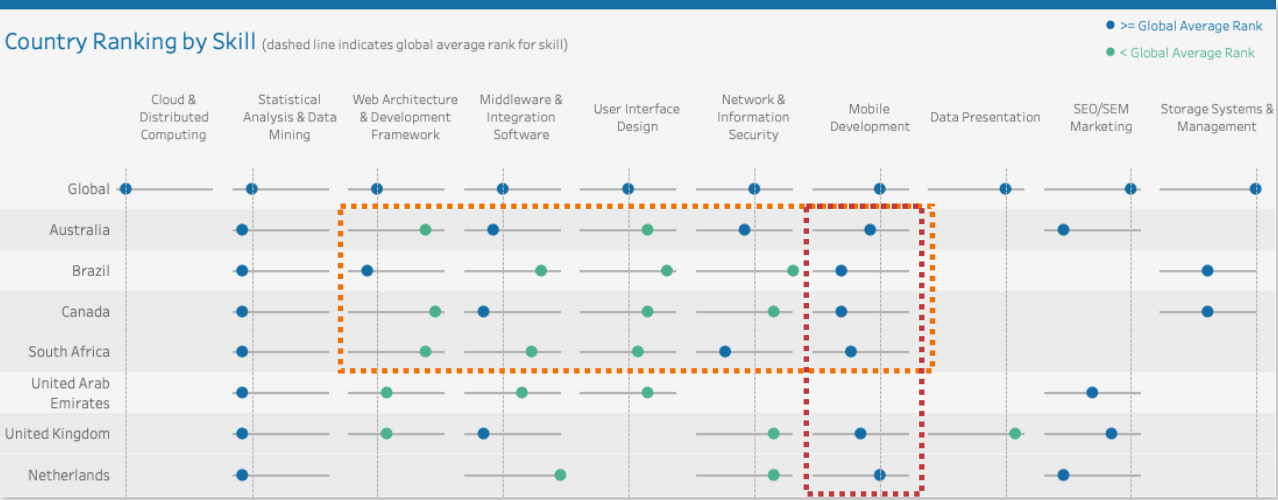 Country Ranking by Skill (dashed line indicates global average rank for skill)
>= Global Average Rank
< Global Average Rank
Cloud &
Distributed
Computing
Statistical
Analysis & Data
Mining
Web Architecture
& Development
Framework
Middleware &
Integration
Software
User Interface
Design
Network &
Information
Security
Mobile
Development
Data Presentation
SEO/SEM
Marketing
Storage Systems &
Management
Global
Australia
Brazil
Canada
South Africa
United Arab
Emirates
United Kingdom
Netherlands